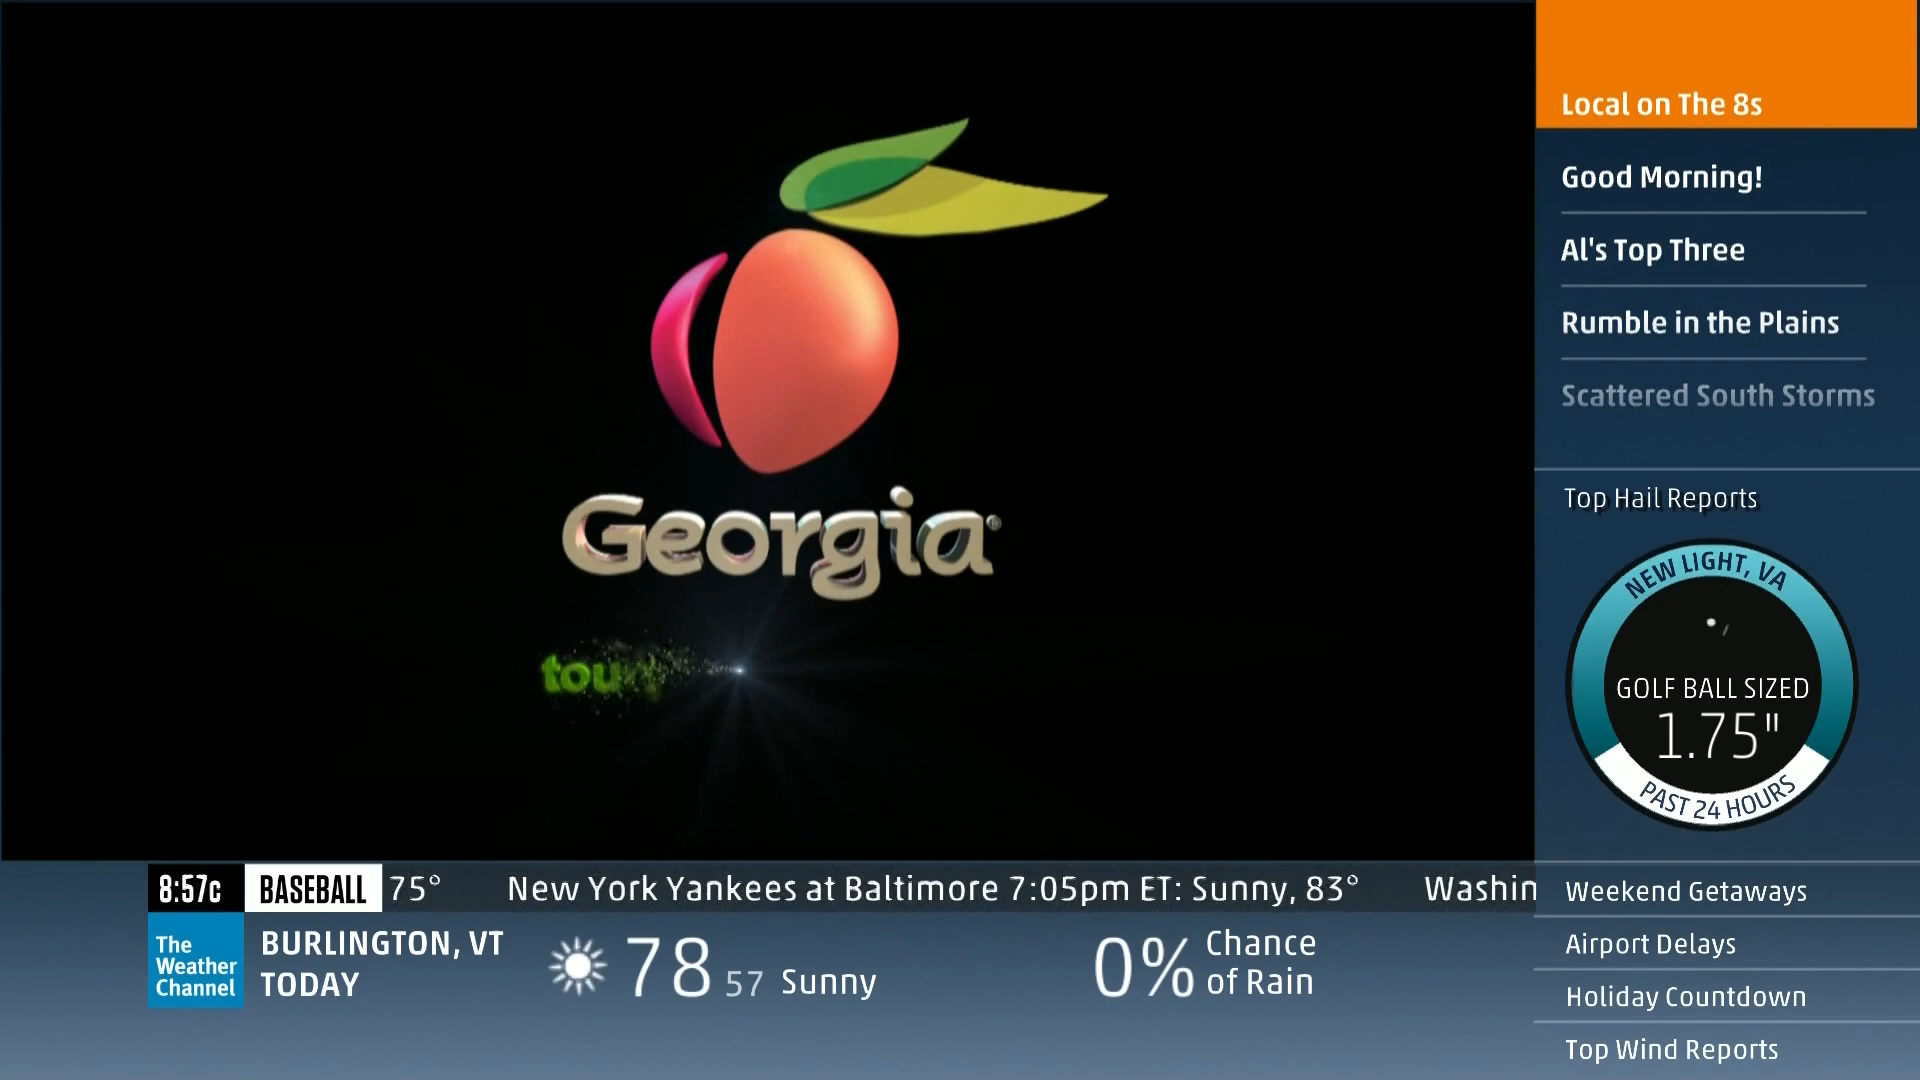 Georgia®
Local on The 8s
Good Morning!
Al's Top Three
Rumble in the Plains
Scattered South Storms
Top Hail Reports
NEW LIGHT, VA
GOLF BALL SIZED
1.75"
PAST 24 HOURS
Weekend Getaways
Airport Delays
Holiday Countdown
Top Wind Reports
8:57c BASEBALL 75° New York Yankees at Baltimore 7:05pm ET: Sunny, 83° Washin
The
Weather
Channel
BURLINGTON, VT
TODAY
78 57 Sunny
0% Chance
of Rain